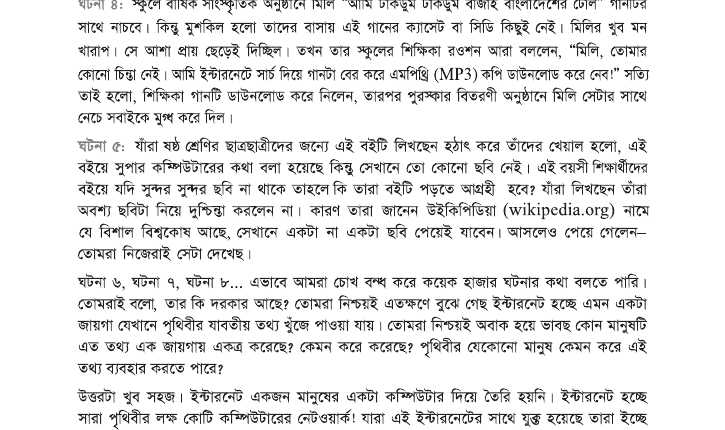 ঘটনা ৪: স্কুলে বার্ষিক সাংস্কৃতিক অনুষ্ঠানে মিলি “আমি টাকডুম টাকডুম বাজাই বাংলাদেশের ঢোল” গানটির
সাথে নাচবে। কিন্তু মুশকিল হলো তাদের বাসায় এই গানের ক্যাসেট বা সিডি কিছুই নেই। মিলির খুব মন
খারাপ। সে আশা প্রায় ছেড়েই দিচ্ছিল। তখন তার স্কুলের শিক্ষিকা রওশন আরা বললেন, “মিলি, তোমার
কোনো চিন্তা নেই। আমি ইন্টারনেটে সার্চ দিয়ে গানটা বের করে এমপিথ্রি (MP3) কপি ডাউনলোড করে নেব!” সত্যি
তাই হলো, শিক্ষিকা গানটি ডাউনলোড করে নিলেন, তারপর পুরস্কার বিতরণী অনুষ্ঠানে মিলি সেটার সাথে
নেচে সবাইকে মুগ্ধ করে দিল।
ঘটনা ৫: যাঁরা ষষ্ঠ শ্রেণির ছাত্রছাত্রীদের জন্যে এই বইটি লিখছেন হঠাৎ করে তাঁদের খেয়াল হলো, এই
বইয়ে সুপার কম্পিউটারের কথা বলা হয়েছে কিন্তু সেখানে তো কোনো ছবি নেই। এই বয়সী শিক্ষার্থীদের
বইয়ে যদি সুন্দর সুন্দর ছবি না থাকে তাহলে কি তারা বইটি পড়তে আগ্রহী হবে? যাঁরা লিখছেন তাঁরা
অবশ্য ছবিটা নিয়ে দুশ্চিন্তা করলেন না। কারণ তারা জানেন উইকিপিডিয়া (wikipedia.org) নামে
যে বিশাল বিশ্বকোষ আছে, সেখানে একটা না একটা ছবি পেয়েই যাবেন। আসলেও পেয়ে গেলেন–
তোমরা নিজেরাই সেটা দেখেছ।
ঘটনা ৬, ঘটনা ৭, ঘটনা ৮... এভাবে আমরা চোখ বন্ধ করে কয়েক হাজার ঘটনার কথা বলতে পারি।
তোমরাই বলো, তার কি দরকার আছে? তোমরা নিশ্চয়ই এতক্ষণে বুঝে গেছ ইন্টারনেট হচ্ছে এমন একটা
জায়গা যেখানে পৃথিবীর যাবতীয় তথ্য খুঁজে পাওয়া যায়। তোমরা নিশ্চয়ই অবাক হয়ে ভাবছ কোন মানুষটি
এত তথ্য এক জায়গায় একত্র করেছে? কেমন করে করেছে? পৃথিবীর যেকোনো মানুষ কেমন করে এই
তথ্য ব্যবহার করতে পারে?
উত্তরটা খুব সহজ। ইন্টারনেট একজন মানুষের একটা কম্পিউটার দিয়ে তৈরি হয়নি। ইন্টারনেট হচ্ছে
সারা পৃথিবীর লক্ষ কোটি কম্পিউটারের নেটওয়ার্ক! যারা এই ইন্টারনেটের সাথে যুক্ত হয়েছে তারা ইচ্ছে